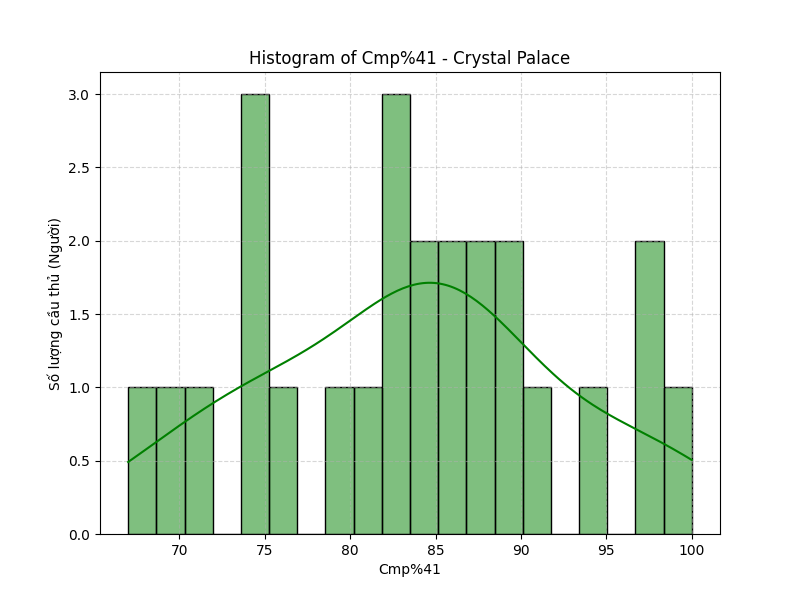 Histogram of Cmp%41 - Crystal Palace
3.0
2.5
2.0
1.5
1.0
0.5
0.0
Số lượng cầu thủ (Người)
70 75 80 85 90 95 100
Cmp%41